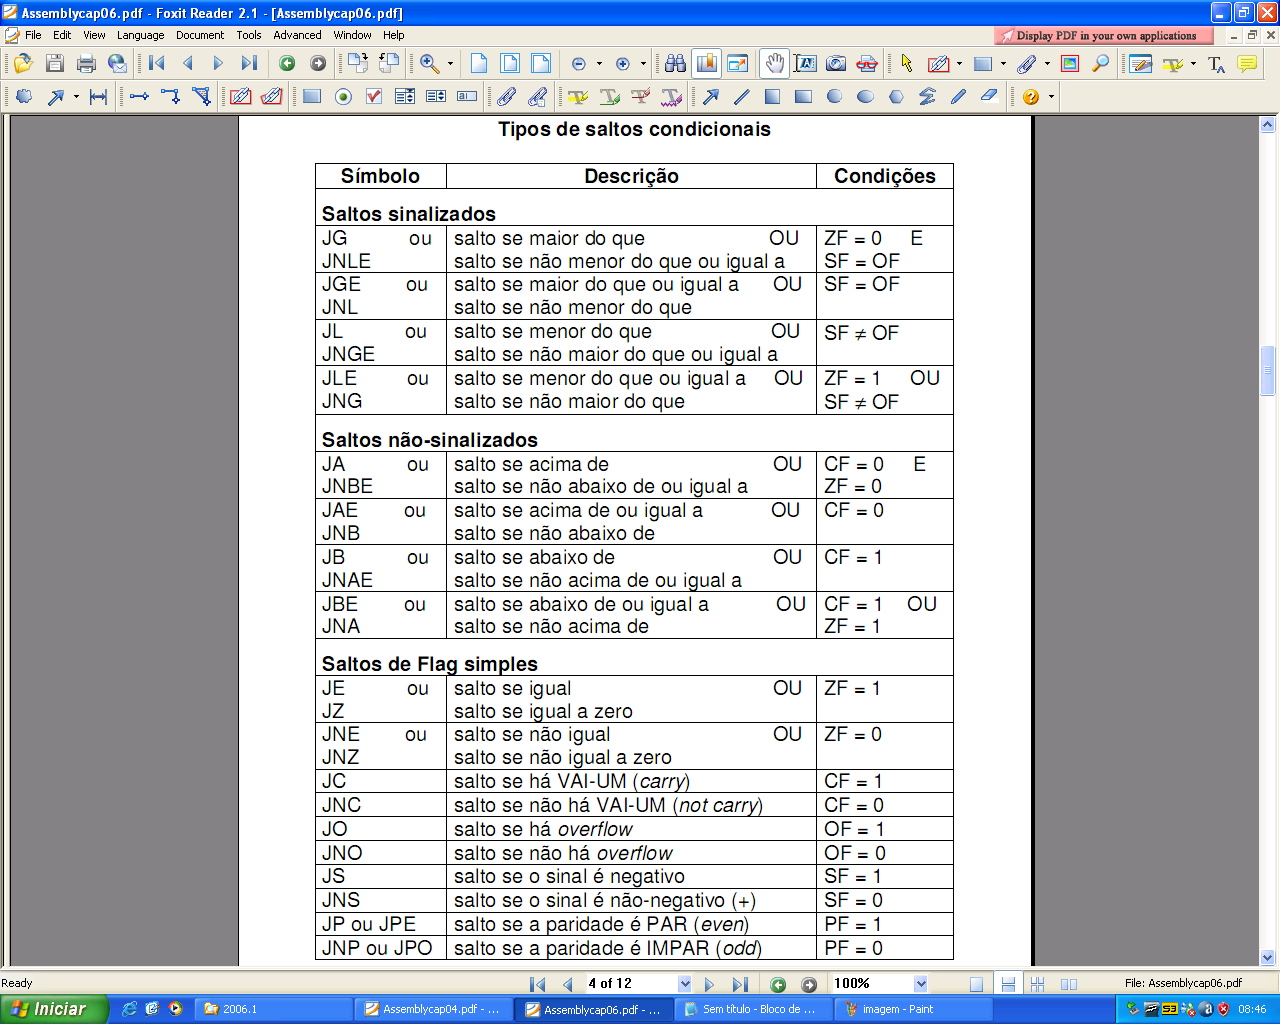 Assemblycap06.pdf - Foxit Reader 2.1 - [Assemblycap06.pdf]
File Edit View Language Document Tools Advanced Window Help
Display PDF in your own applications
Tipos de saltos condicionais
Símbolo Descrição Condições
Saltos sinalizados
JG ou salto se maior do que OU ZF = 0 E
JNLE salto se não menor do que ou igual a SF = OF
JGE ou salto se maior do que ou igual a OU SF = OF
JNL salto se não menor do que
JL ou salto se menor do que OU SF ≠ OF
JNGE salto se não maior do que ou igual a
JLE ou salto se menor do que ou igual a OU ZF = 1 OU
JNG salto se não maior do que SF ≠ OF
Saltos não-sinalizados
JA ou salto se acima de OU CF = 0 E
JNBE salto se não abaixo de ou igual a ZF = 0
JAE ou salto se acima de ou igual a OU CF = 0
JNB salto se não abaixo de
JB ou salto se abaixo de OU CF = 1
JNAE salto se não acima de ou igual a
JBE ou salto se abaixo de ou igual a OU CF = 1 OU
JNA salto se não acima de ZF = 1
Saltos de Flag simples
JE ou salto se igual OU ZF = 1
JZ salto se igual a zero
JNE ou salto se não igual OU ZF = 0
JNZ salto se não igual a zero
JC salto se há VAI-UM (carry) CF = 1
JNC salto se não há VAI-UM (not carry) CF = 0
JO salto se há overflow OF = 1
JNO salto se não há overflow OF = 0
JS salto se o sinal é negativo SF = 1
JNS salto se o sinal é não-negativo (+) SF = 0
JP ou JPE salto se a paridade é PAR (even) PF = 1
JNP ou JPO salto se a paridade é IMPAR (odd) PF = 0
Ready 4 of 12 100% File: Assemblycap06.pdf
Iniciar 2006.1 Assemblycap04.pdf - ... Assemblycap06.pdf - ... Sem título - Bloco de ... imagem - Paint 08:46